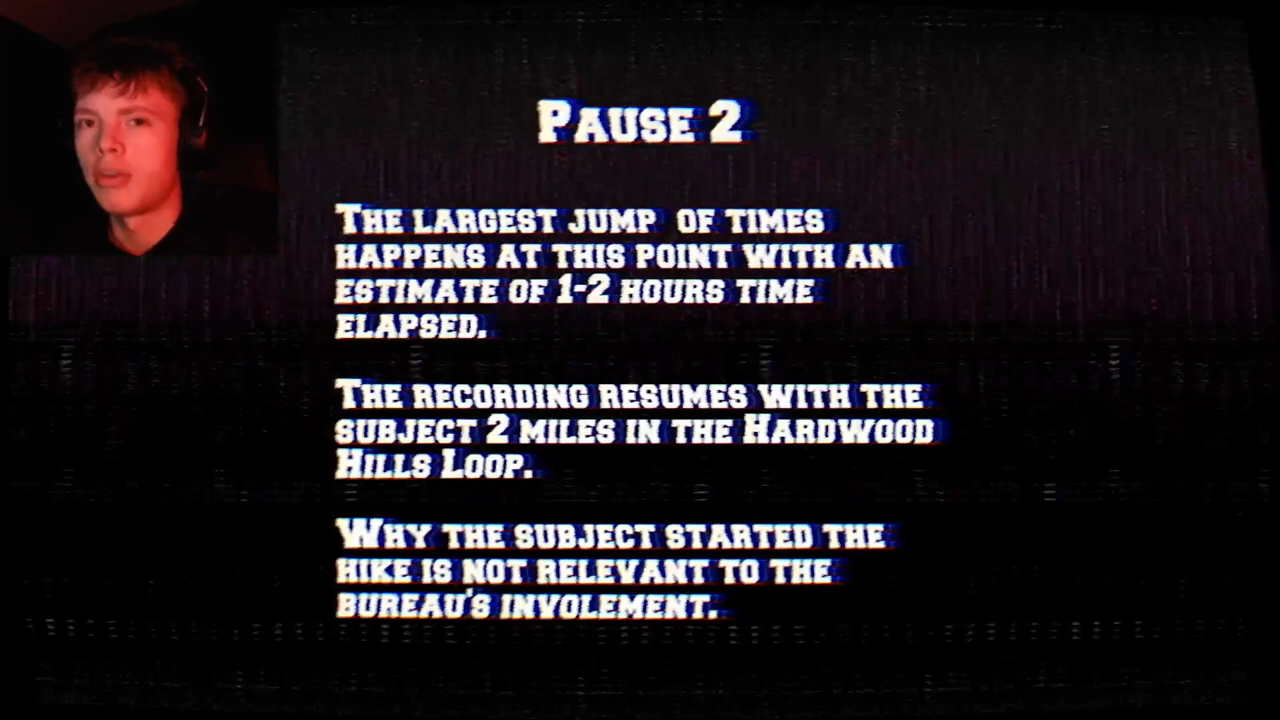 Pause 2
The largest jump of times
happens at this point with an
estimate of 1-2 hours time
elapsed.
The recording resumes with the
subject 2 miles in the Hardwood
Hills Loop.
Why the subject started the
hike is not relevant to the
bureau's involement.